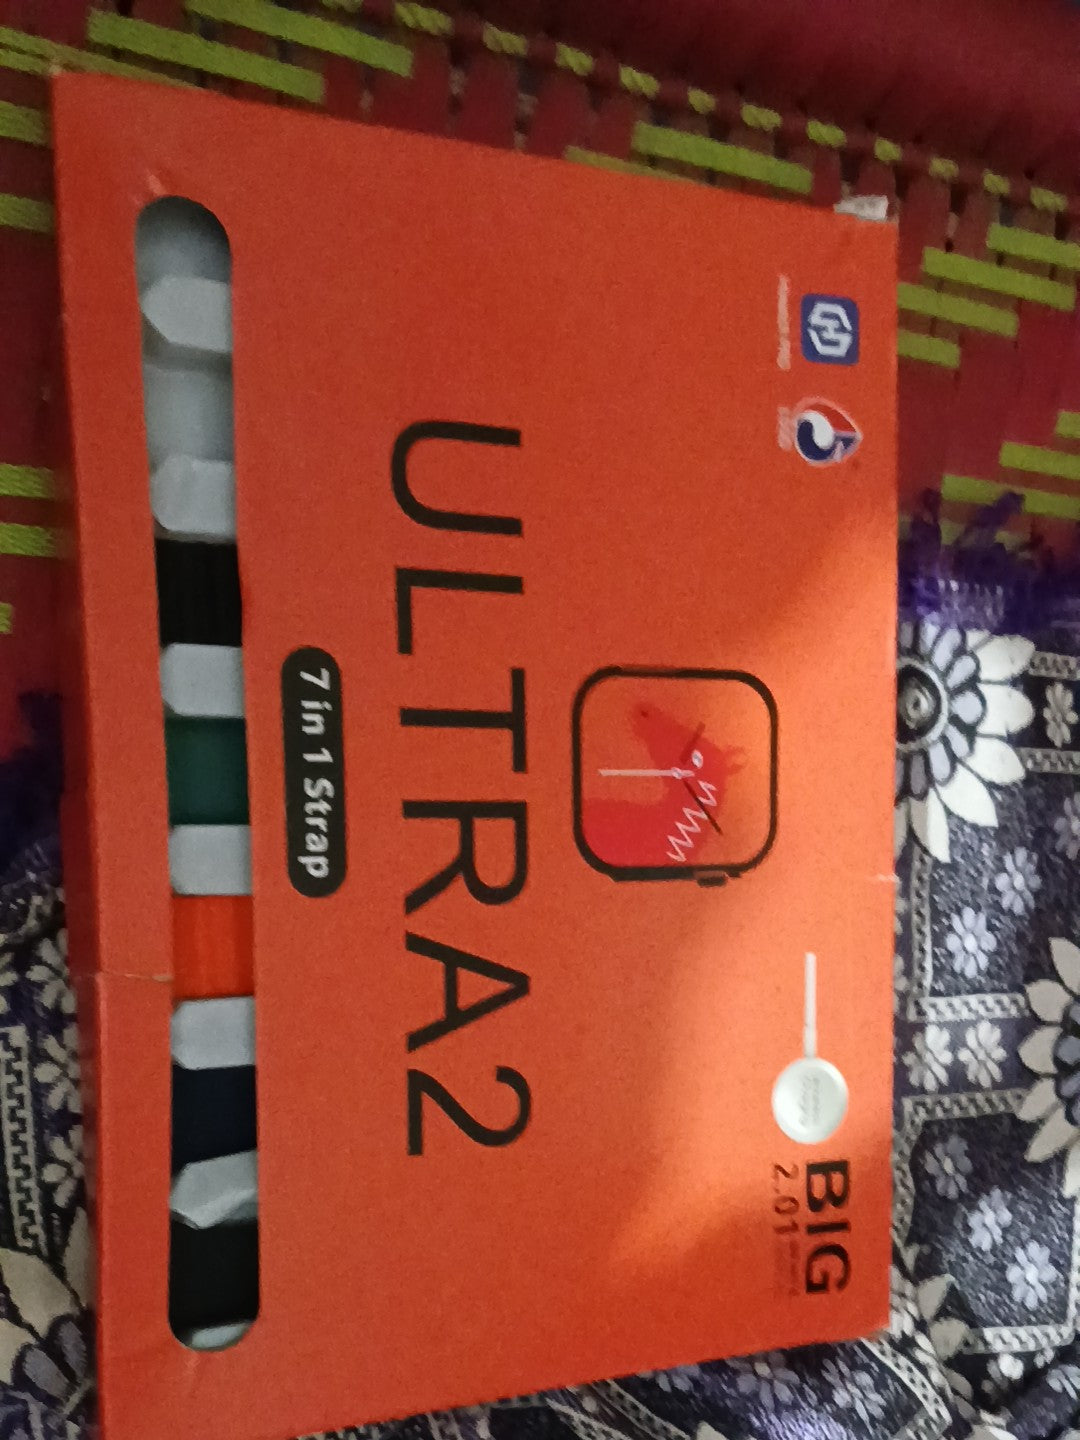 BIG
2.01
ULTRA2
7 in 1 Strap